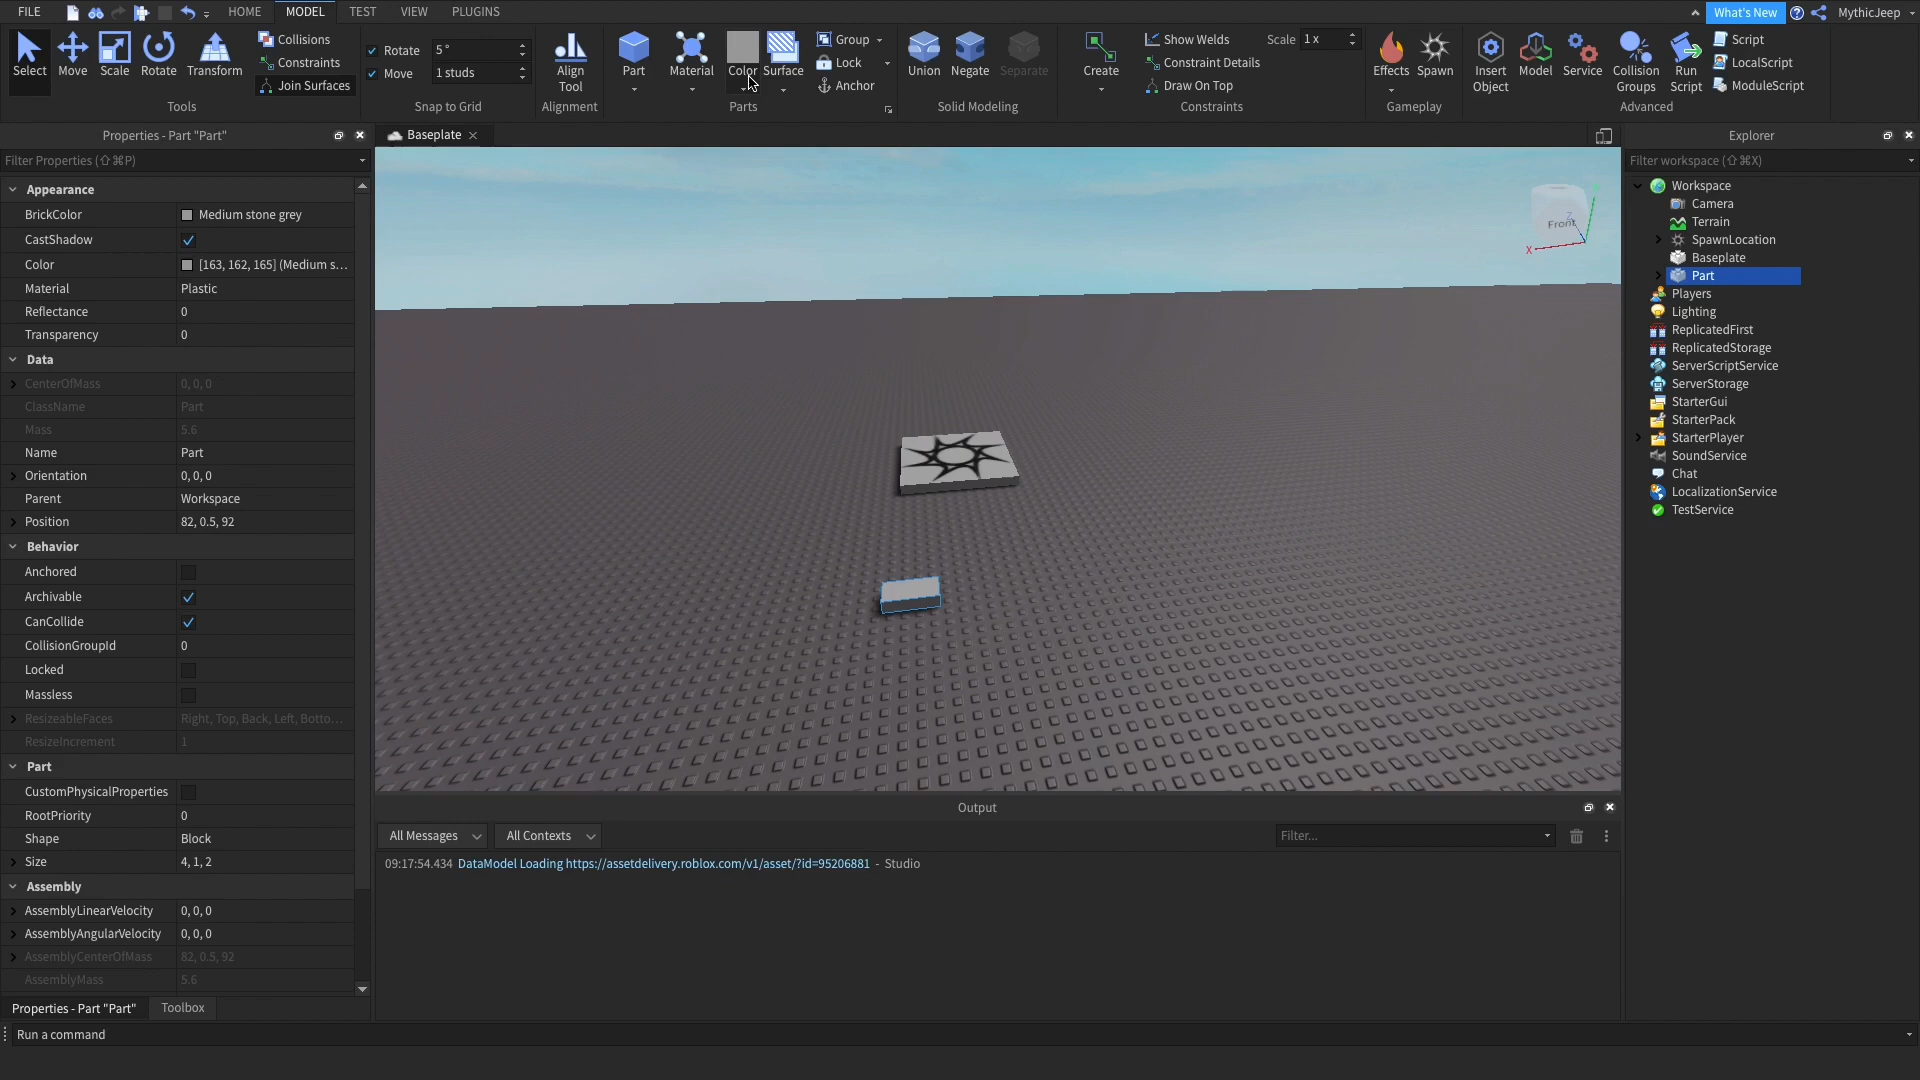 FILE HOME MODEL TEST VIEW PLUGINS What's New MythicJeep
Select Move Scale Rotate Transform
Collisions
Constraints
Join Surfaces
Tools
Rotate 5 °
Move 1 studs
Snap to Grid
Align Tool
Alignment
Part Material Color Surface
Group
Lock
Anchor
Parts
Union Negate Separate
Solid Modeling
Create
Show Welds Scale 1 x
Constraint Details
Draw On Top
Constraints
Effects Spawn
Gameplay
Insert Object Model Service Collision Groups Run Script
Script
LocalScript
ModuleScript
Advanced
Properties - Part "Part"
Filter Properties (⇧⌘P)
Appearance
BrickColor Medium stone grey
CastShadow
Color [163, 162, 165] (Medium s...
Material Plastic
Reflectance 0
Transparency 0
Data
CenterOfMass 0, 0, 0
ClassName Part
Mass 5.6
Name Part
Orientation 0, 0, 0
Parent Workspace
Position 82, 0.5, 92
Behavior
Anchored
Archivable
CanCollide
CollisionGroupId 0
Locked
Massless
ResizeableFaces Right, Top, Back, Left, Botto...
ResizeIncrement 1
Part
CustomPhysicalProperties
RootPriority 0
Shape Block
Size 4, 1, 2
Assembly
AssemblyLinearVelocity 0, 0, 0
AssemblyAngularVelocity 0, 0, 0
AssemblyCenterOfMass 82, 0.5, 92
AssemblyMass 5.6
Properties - Part "Part" Toolbox
Run a command
Baseplate
Front
X
Z
Output
All Messages All Contexts Filter...
09:17:54.434 DataModel Loading https://assetdelivery.roblox.com/v1/asset/?id=95206881 - Studio
Explorer
Filter workspace (⇧⌘X)
Workspace
Camera
Terrain
SpawnLocation
Baseplate
Part
Players
Lighting
ReplicatedFirst
ReplicatedStorage
ServerScriptService
ServerStorage
StarterGui
StarterPack
StarterPlayer
SoundService
Chat
LocalizationService
TestService